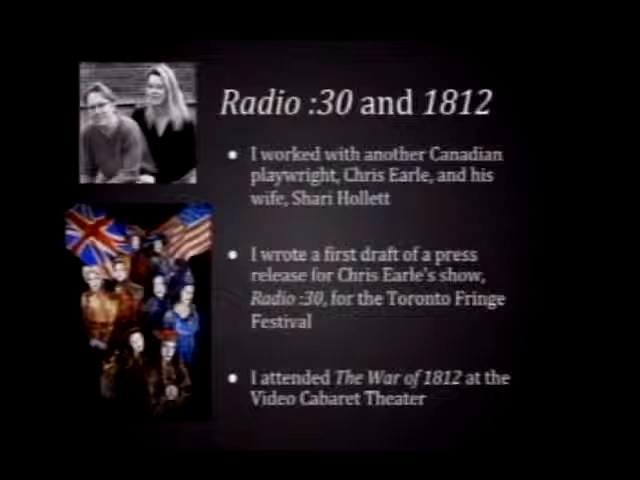 Radio :30 and 1812
● I worked with another Canadian
playwright, Chris Earle, and his
wife, Shari Hollett
● I wrote a first draft of a press
release for Chris Earle's show,
Radio :30, for the Toronto Fringe
Festival
● I attended The War of 1812 at the
Video Cabaret Theater